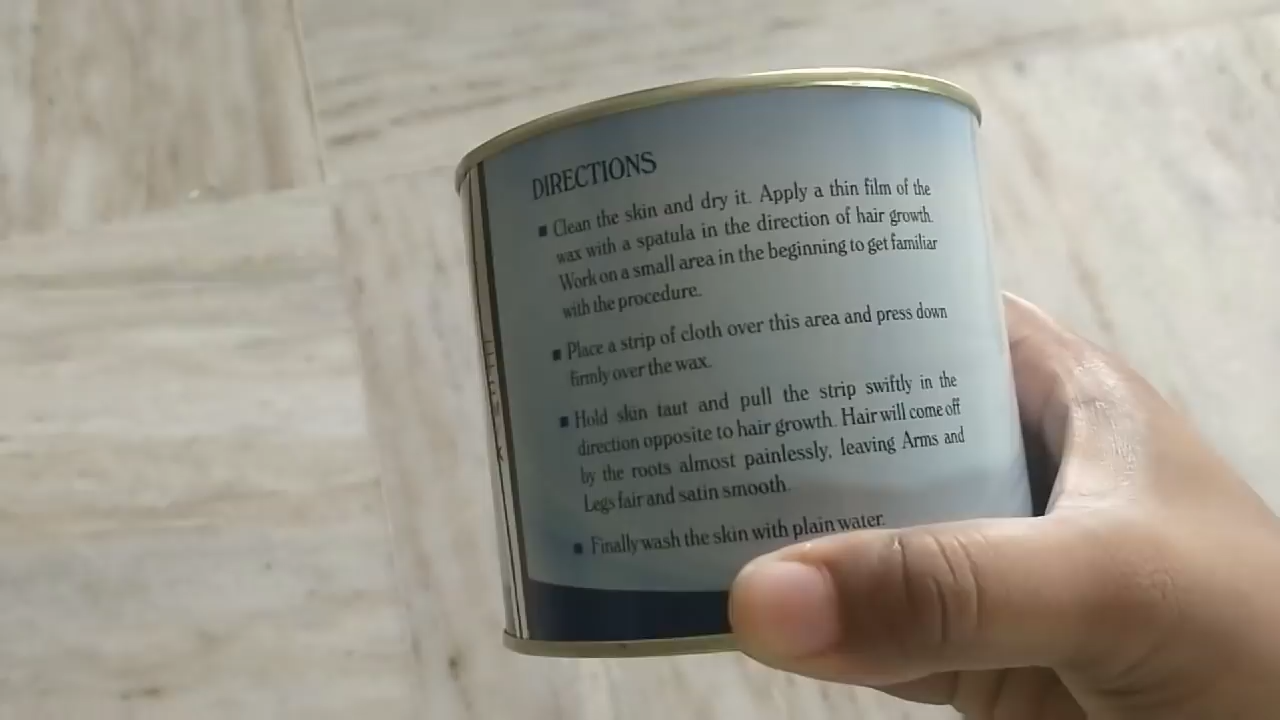 DIRECTIONS
▪ Clean the skin and dry it. Apply a thin film of the
wax with a spatula in the direction of hair growth.
Work on a small area in the beginning to get familiar
with the procedure.
▪ Place a strip of cloth over this area and press down
firmly over the wax.
▪ Hold skin taut and pull the strip swiftly in the
direction opposite to hair growth. Hair will come off
by the roots almost painlessly, leaving Arms and
Legs fair and satin smooth.
▪ Finally wash the skin with plain water.